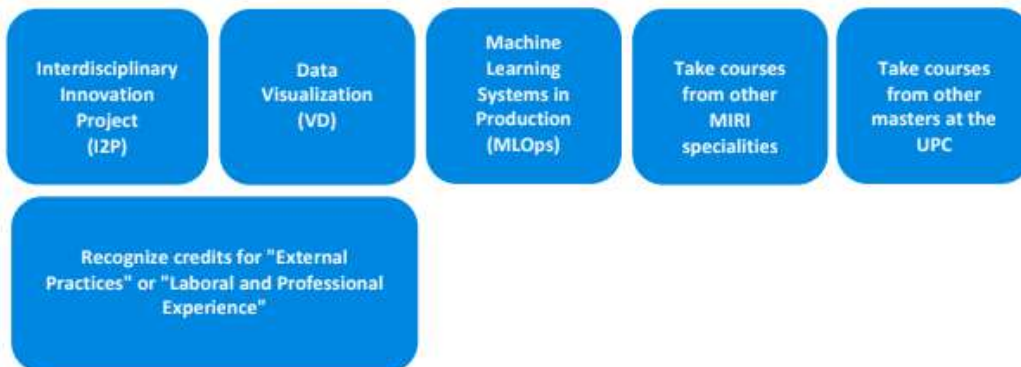 Interdisciplinary
Innovation
Project
(I2P)
Data
Visualization
(VD)
Machine
Learning
Systems in
Production
(MLOps)
Take courses
from other
MIRI
specialities
Take courses
from other
masters at the
UPC
Recognize credits for "External
Practices" or "Laboral and Professional
Experience"